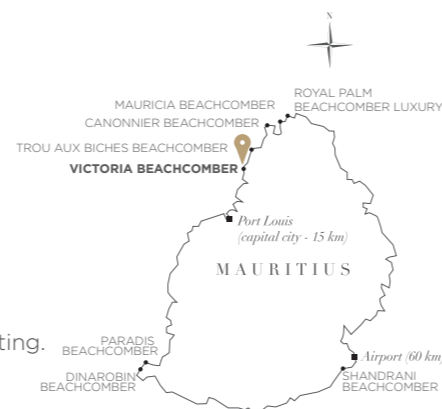 N
ROYAL PALM
BEACHCOMBER LUXURY
MAURICIA BEACHCOMBER
CANONNIER BEACHCOMBER
TROU AUX BICHES BEACHCOMBER
VICTORIA BEACHCOMBER
Port Louis
(capital city - 15 km)
MAURITIUS
ting.
PARADIS
BEACHCOMBER
DINAROBIN
BEACHCOMBER
Airport (60 km)
SHANDRANI
BEACHCOMBER